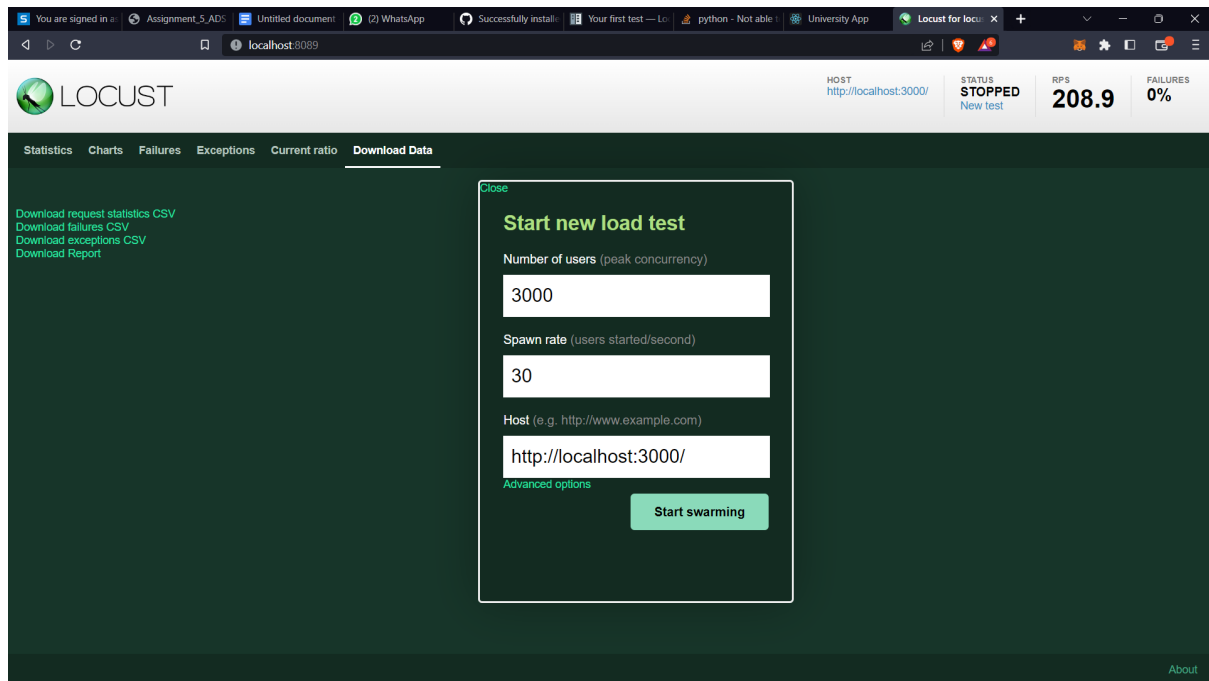 You are signed in as
Assignment_5_ADS
Untitled document
(2) WhatsApp
Successfully installe
Your first test — Lo
python - Not able t
University App
Locust for locu
localhost:8089
LOCUST
HOST
http://localhost:3000/
STATUS
STOPPED
New test
RPS
208.9
FAILURES
0%
Statistics Charts Failures Exceptions Current ratio Download Data
Download request statistics CSV
Download failures CSV
Download exceptions CSV
Download Report
Close
Start new load test
Number of users (peak concurrency)
3000
Spawn rate (users started/second)
30
Host (e.g. http://www.example.com)
http://localhost:3000/
Advanced options
Start swarming
About